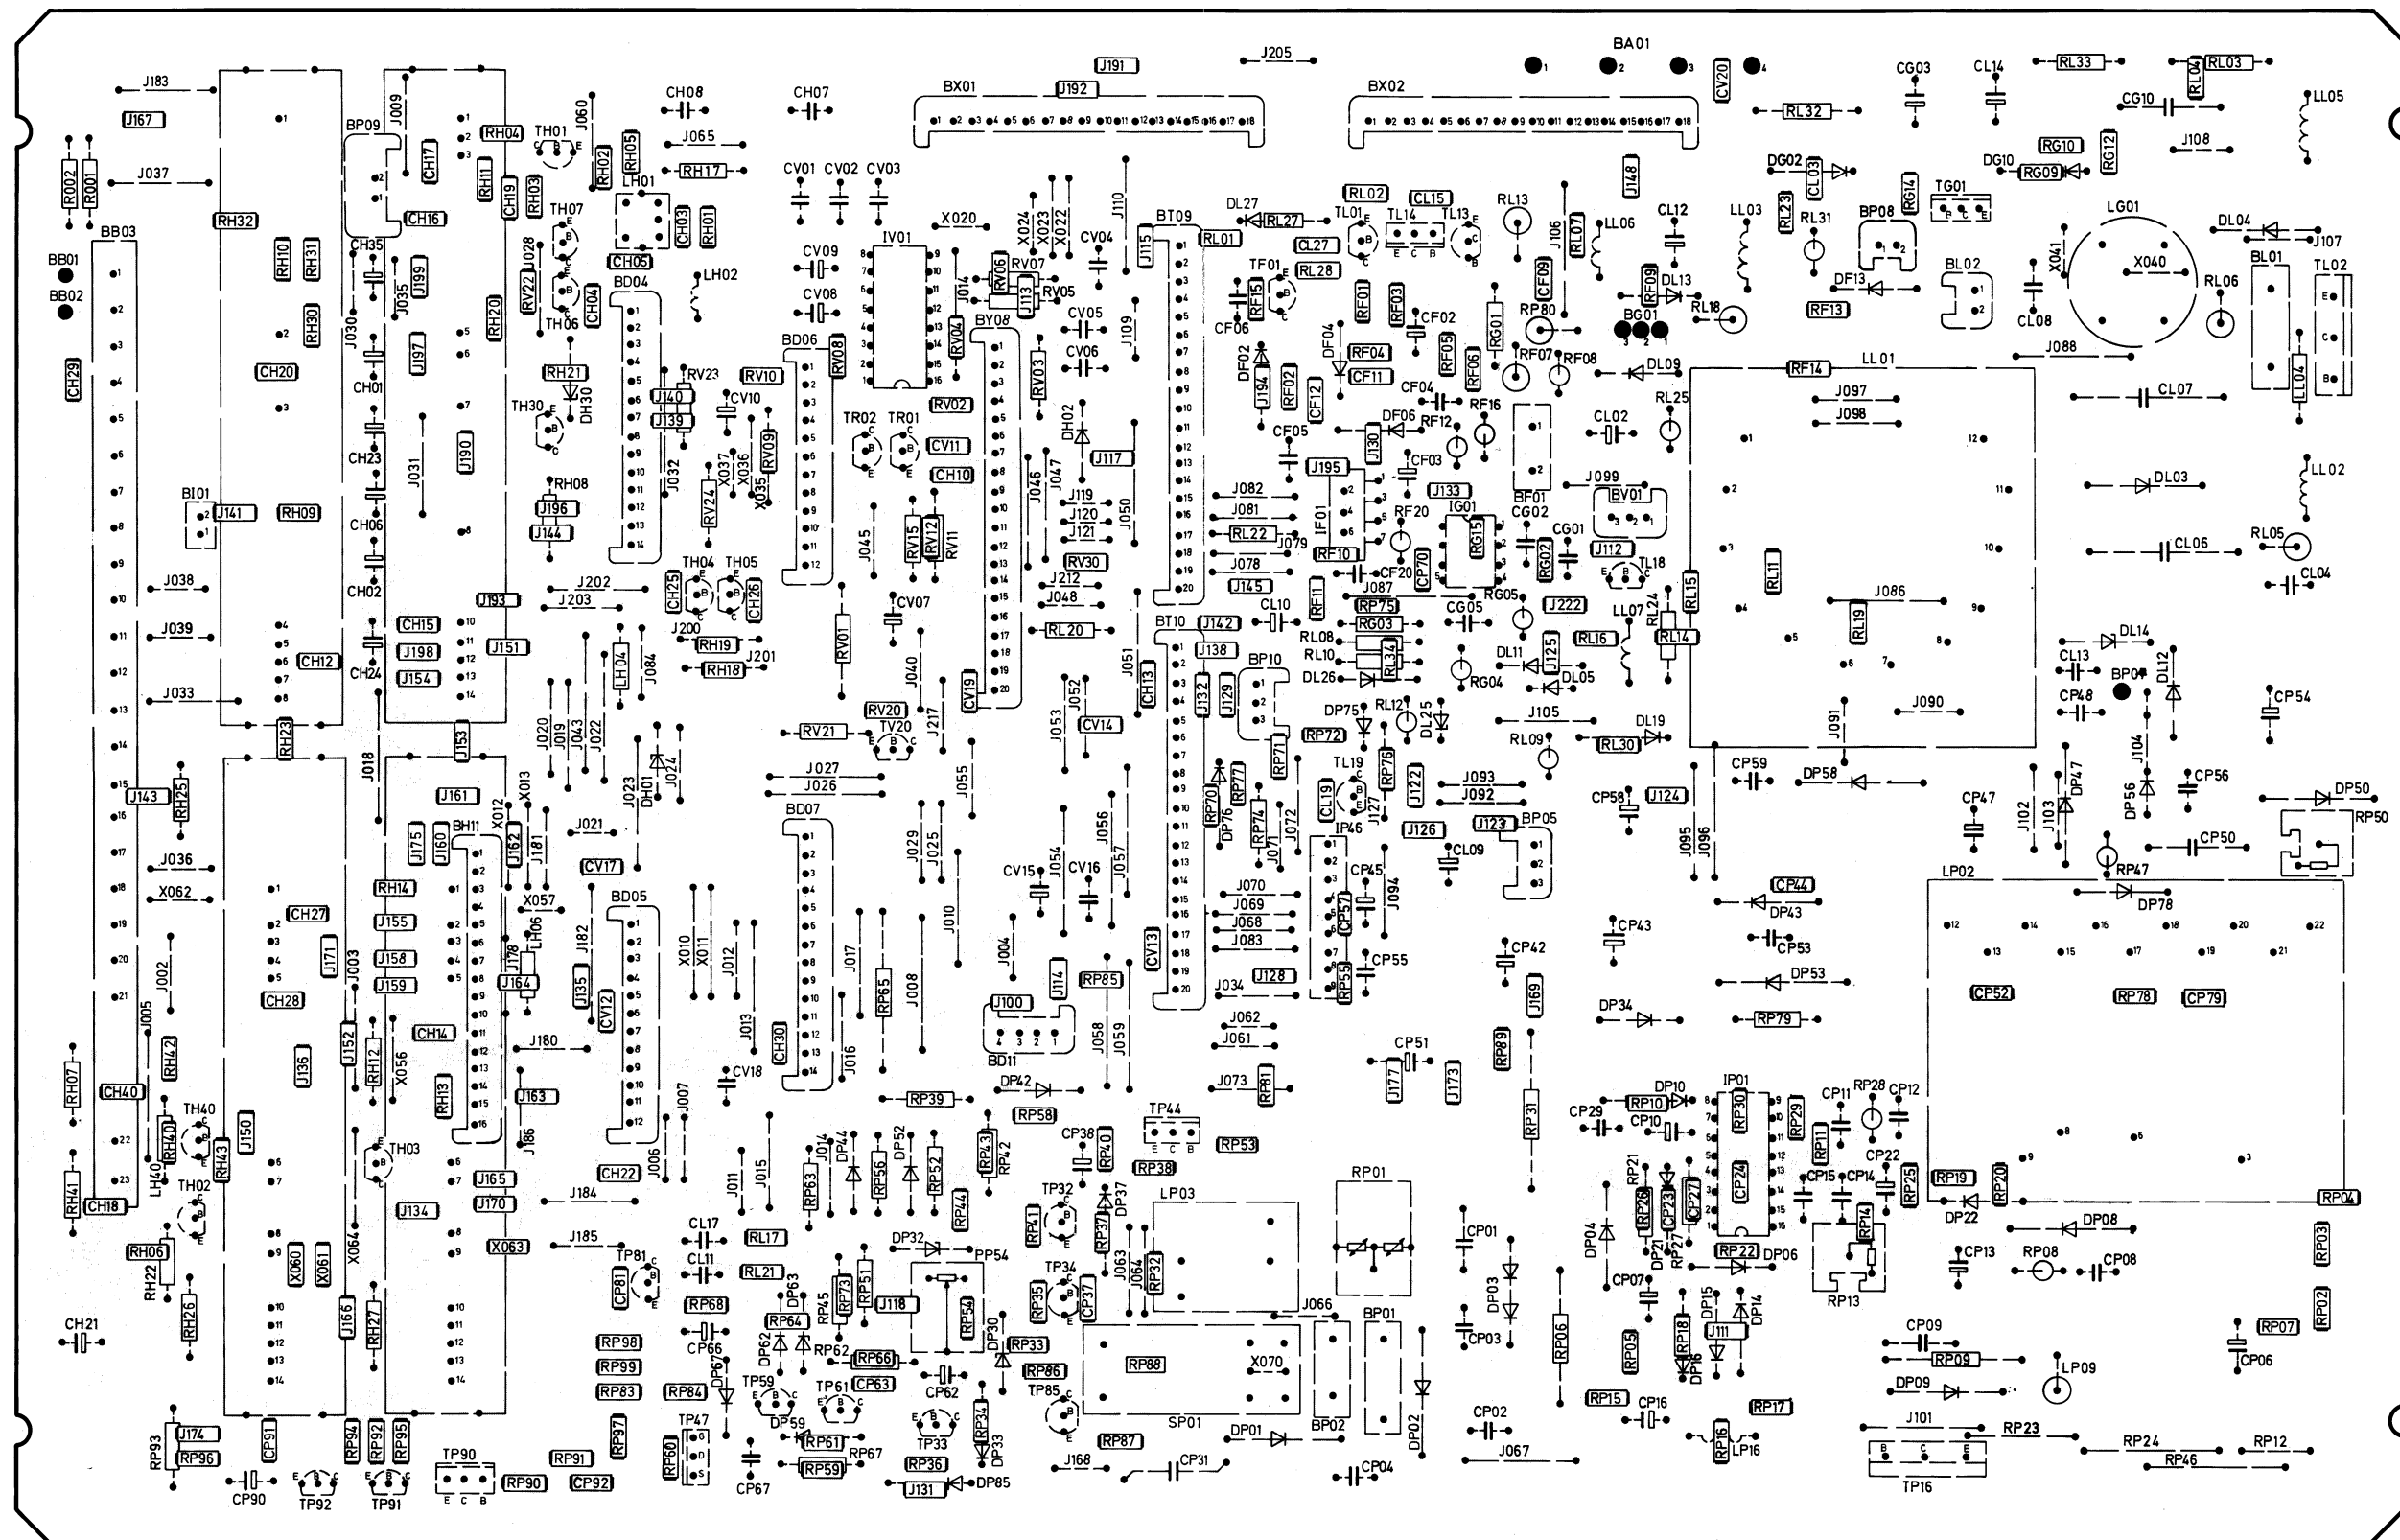 BA01
J205
J191
BX01
J192
BX02
CV20
CG03
CL14
RL33
RL04
RL03
J183
J009
J060
CH08
CH07
RL32
CG10
LL05
J167
BP09
CH17
RH04
TH01
J065
RG10
RG12
J108
R002
R001
J037
RH11
CH19
RH03
RH02
RH05
RH17
CV01
CV02
CV03
J110
J148
DG02
CL03
DG10
RG09
LH01
RH32
CH16
TH07
CH03
RH01
X020
X024
X023
X022
BT09
DL27
RL27
RL02
CL15
TL01
TL14
TL13
RL13
J106
RL07
LL06
CL12
LL03
RL23
RL31
BP08
RG14
TG01
LG01
DL04
J107
BB03
BB01
BB02
RH10
RH31
CH35
J030
J035
J199
J028
RV22
CH05
CH04
TH06
BD04
LH02
CV09
CV08
IV01
J014
RV06
RV07
RV05
J113
CV04
J115
RL01
CL27
RL28
TF01
RF15
CF06
RF01
RF03
CF09
RF09
DL13
BG01
RL18
DF13
RF13
BL02
X041
CL08
X040
RL06
BL01
TL02
RH30
RH20
J197
CH20
CH01
CH29
RH21
DH30
TH30
RV23
J140
J139
RV10
CV10
BD06
RV08
RV04
BY08
RV03
CV05
CV06
J109
DF02
J194
RF02
DF04
RF04
CF11
CF12
CF02
RF05
RF06
RG01
RP80
RF07
RF08
DL09
LL01
RF14
J088
LL04
J097
J098
CL07
CH23
J031
J190
RV09
X037
X036
X035
J032
RV24
TR02
TR01
RV02
CV11
CH10
DH02
J117
CF05
DF06
J130
CF04
RF12
RF16
CL02
RL25
BI01
J141
RH09
CH06
CH02
RH08
J196
J144
J045
RV15
RV12
RV11
J046
J047
J119
J120
J121
J050
J082
J081
RL22
J079
J078
J195
IF01
RF10
CF03
RF20
J133
IG01
RG15
BF01
CG02
CG01
RG02
J099
BV01
J112
TL18
RL11
DL03
LL02
RL05
CL06
CL04
J038
J039
J033
J193
CH15
J198
J154
CH24
CH12
J151
J202
J203
TH04
TH05
CH25
CH26
J200
RH19
RH18
J201
LH04
J084
RV01
CV07
J040
RV30
J212
J048
RL20
J051
J145
CL10
RF11
CF20
CP70
J087
RP75
RG03
CG05
RG05
J222
RL08
RL10
RL34
DL26
RG04
DL11
J125
DL05
RL16
LL07
RL24
RL15
RL14
J086
RL19
DL14
CL13
CP48
BP07
DL12
CP54
J018
RH23
J153
J020
J019
J043
J022
DH01
J024
J023
RV21
RV20
TV20
J217
CV19
J053
J052
CV14
CH13
BT10
J142
J138
J132
J129
BP10
RP71
RP72
DP75
RL12
DL25
RP76
J105
RL09
RL30
DL19
J091
J090
J104
J143
RH25
J161
X012
X013
J181
J021
J027
J026
J055
BD07
J029
J025
J010
J056
J057
J054
RP70
RP77
DP76
RP74
J071
J072
TL19
CL19
J127
J122
J093
J092
J126
J123
BP05
CL09
CP58
CP59
J124
DP58
J095
J096
CP47
J102
J103
DP47
DP56
CP56
DP50
RP50
CP50
RP47
DP78
J036
X062
J002
BH11
J175
J160
J162
RH14
J155
J158
J159
X057
LH06
J178
J164
CV17
BD05
J182
J135
CV12
X010
X011
J012
J013
J017
RP65
J008
J004
CV15
CV16
J114
RP85
J100
BD11
J058
J059
CV13
J070
J069
J068
J083
J034
J128
IP46
CP57
CP45
RP55
CP55
J094
CP42
J169
CP43
CP44
DP43
CP53
DP53
LP02
CP52
RP78
CP79
CH27
J171
CH28
J003
J005
J152
J136
RH12
X056
CH14
RH13
J180
J163
J186
CH30
J016
CV18
J007
J006
RP39
DP42
RP58
J062
J061
J073
RP81
CP51
J177
J173
RP89
RP31
DP34
RP79
RH07
CH40
RH42
TH40
RH40
LH40
RH43
J150
TH03
RH41
TH02
CH18
CH22
J165
J170
J134
J184
J011
J015
J014
RP63
DP44
RP56
DP52
RP52
RP44
RP43
RP42
CP38
RP40
TP44
RP38
RP53
CP29
DP10
RP10
CP10
IP01
RP30
RP29
RP11
CP11
RP28
CP12
CP24
CP15
CP14
CP22
RP25
RP19
RP20
DP22
RP04
RP21
RP26
CP23
CP27
DP21
RP27
RP22
DP06
RP14
RP13
DP08
RP03
RH06
RH22
RH26
CH21
X060
X061
X064
X063
J166
RH27
J185
TP81
CP81
CL17
CL11
RL17
RL21
RP68
CP66
RP98
RP99
RP83
RP84
DP67
DP63
RP64
DP62
RP45
RP73
RP51
DP32
PP54
J118
RP54
DP30
RP62
RP66
CP63
CP62
TP32
RP41
DP37
RP37
J063
J064
RP32
TP34
RP35
CP37
RP33
RP86
TP85
LP03
J066
RP88
X070
SP01
RP01
BP01
BP02
DP02
CP01
DP03
CP03
DP04
RP06
CP07
RP05
RP18
DP15
DP14
J111
DP16
CP13
RP08
CP08
CP09
RP09
DP09
LP09
CP06
RP07
RP02
RP93
J174
RP96
CP90
CP91
TP92
RP94
RP92
RP95
TP91
TP90
RP90
RP91
CP92
RP97
RP60
TP47
CP67
TP59
DP59
RP61
RP59
RP67
TP61
TP33
RP36
J131
RP34
DP33
DP85
J168
RP87
CP31
DP01
CP04
CP02
J067
RP15
CP16
RP16
LP16
RP17
J101
TP16
RP23
RP24
RP46
RP12